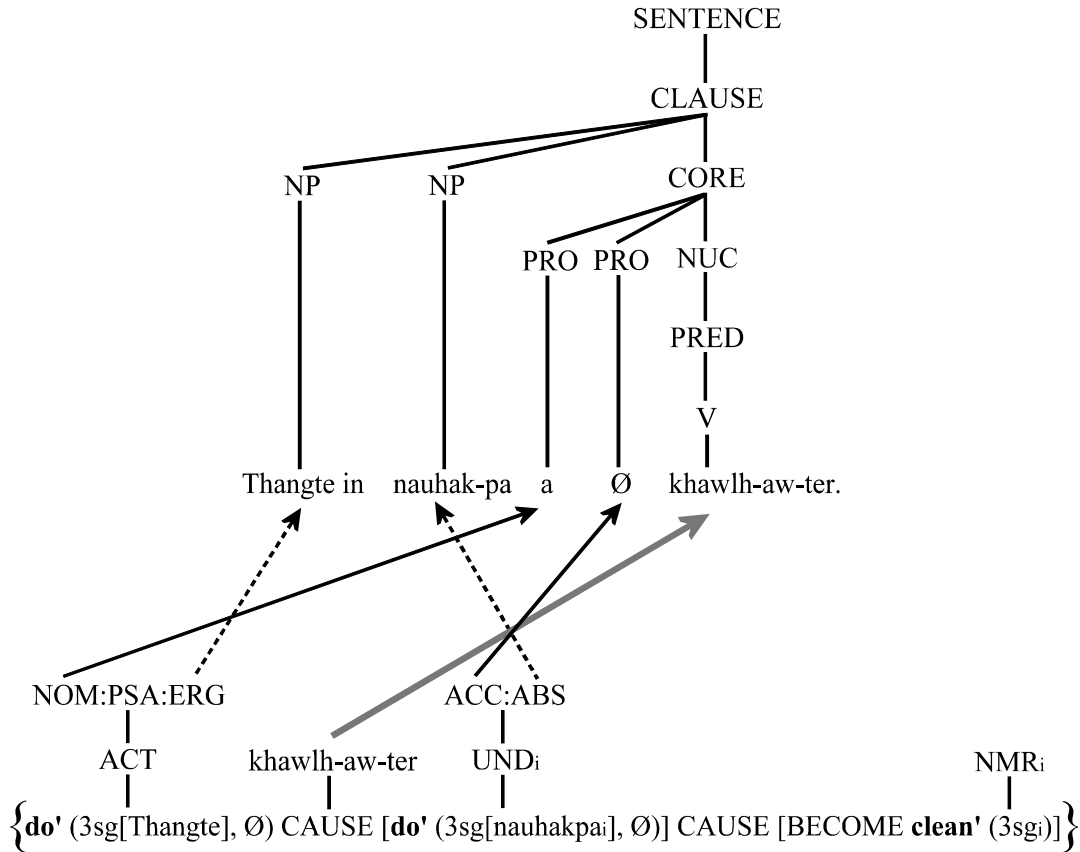 SENTENCE
CLAUSE
NP NP CORE
PRO PRO NUC
PRED
V
Thangte in nauhak-pa a Ø khawlh-aw-ter.
NOM:PSA:ERG ACC:ABS
ACT khawlh-aw-ter UNDi NMRi
{do' (3sg[Thangte], Ø) CAUSE [do' (3sg[nauhakpai], Ø)] CAUSE [BECOME clean' (3sgi)]}